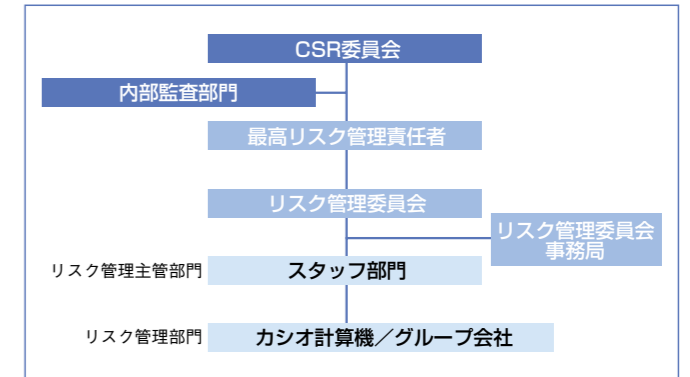 CSR委員会
内部監査部門
最高リスク管理責任者
リスク管理委員会
リスク管理委員会
事務局
リスク管理主管部門
スタッフ部門
リスク管理部門
カシオ計算機／グループ会社